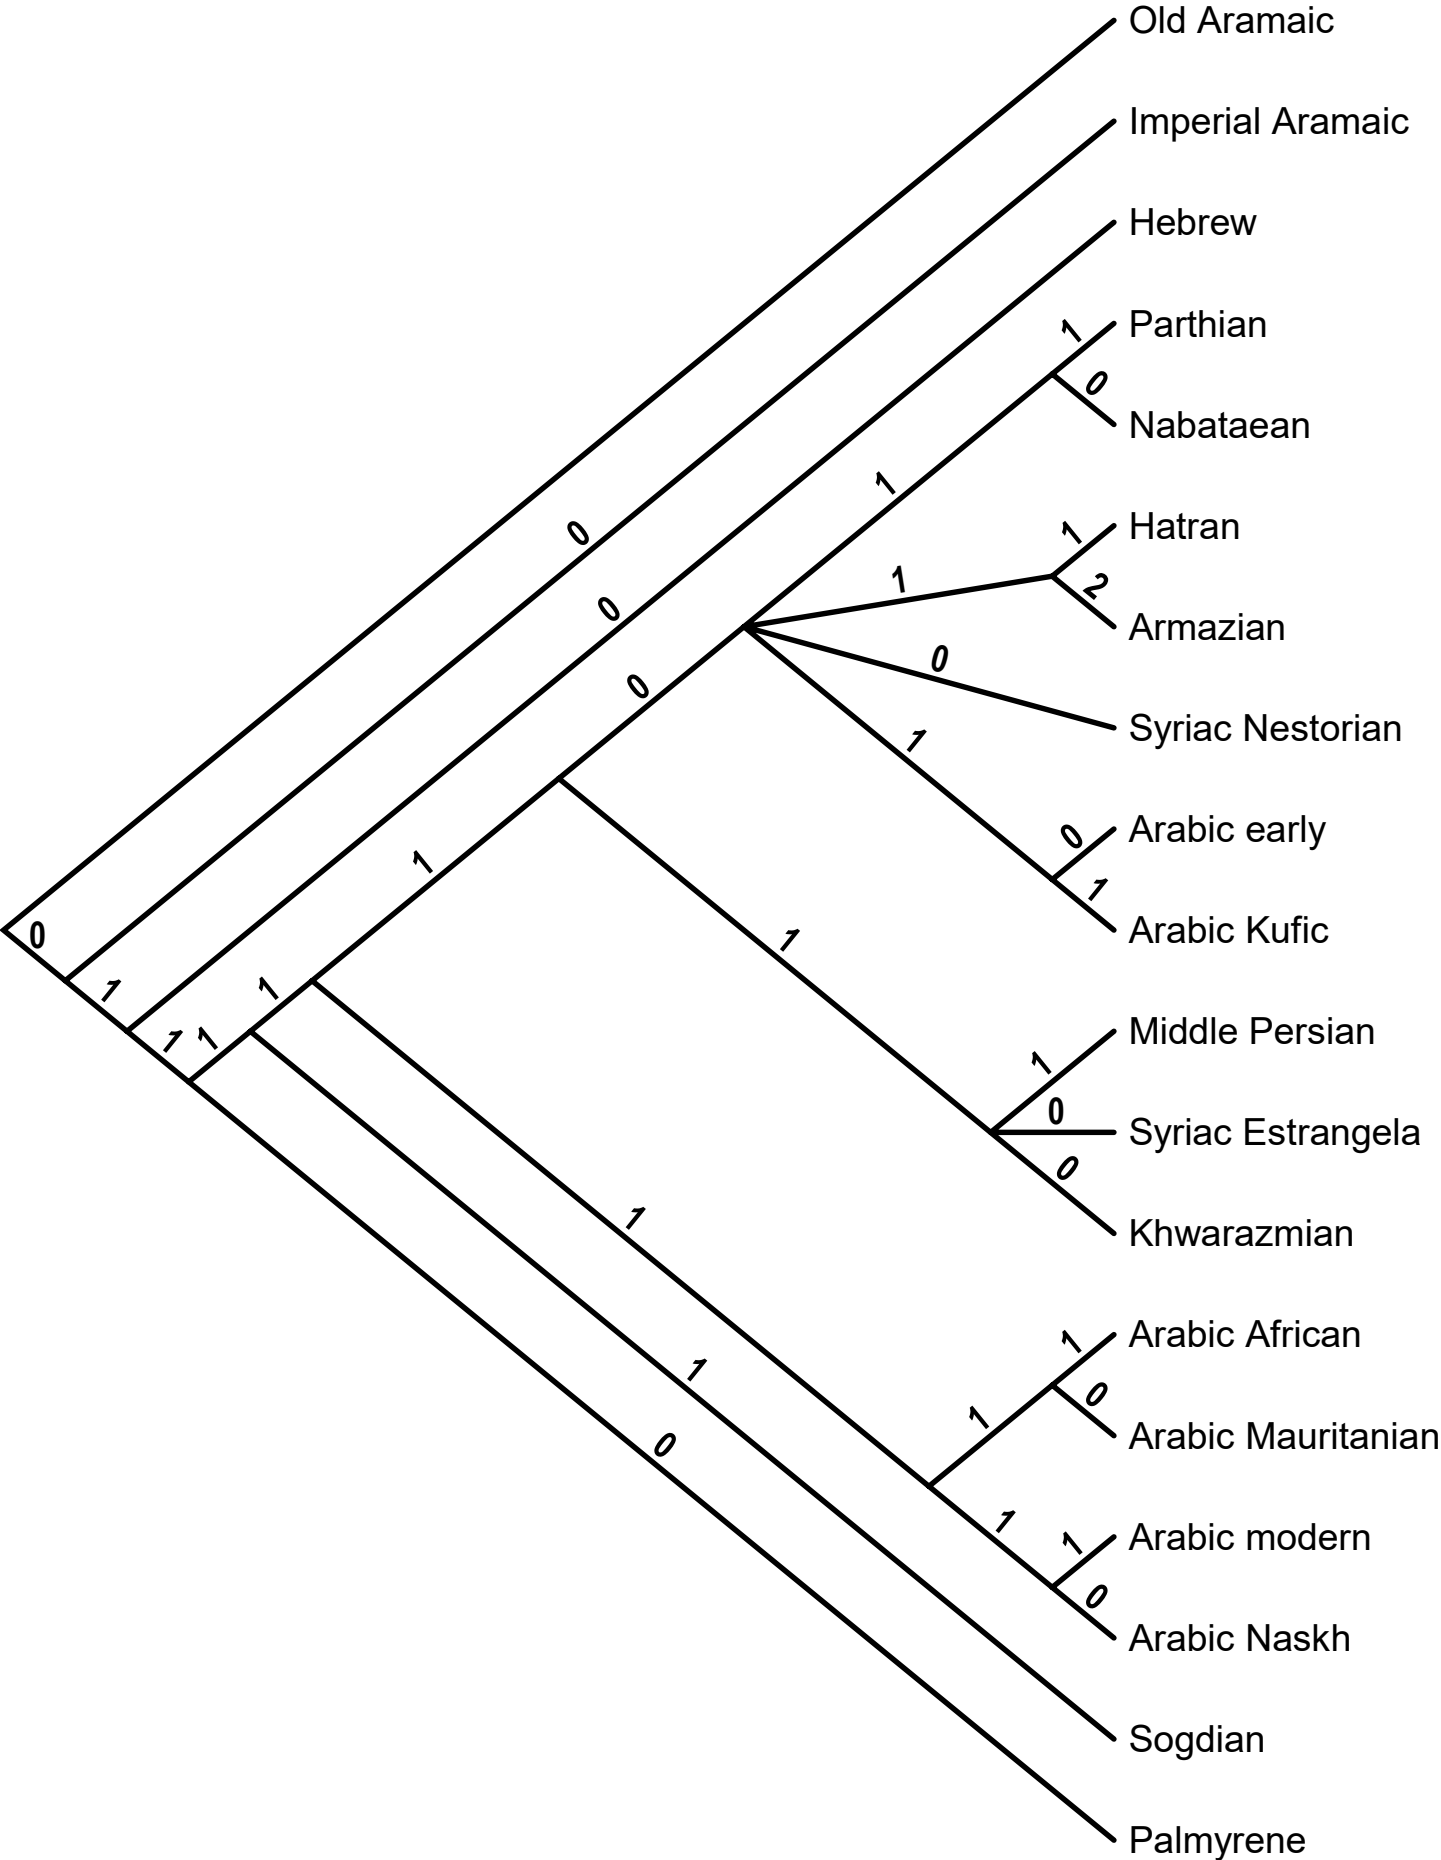 Old Aramaic
Imperial Aramaic
Hebrew
1
Parthian
0
Nabataean
1
0
1
Hatran
1
2
Armazian
0
0
0
Syriac Nestorian
1
0
Arabic early
1
1
Arabic Kufic
0
1
1
1
1
1
1
Middle Persian
0
Syriac Estrangela
0
Khwarazmian
1
1
Arabic African
1
0
Arabic Mauritanian
1
0
1
1
Arabic modern
0
Arabic Naskh
Sogdian
Palmyrene